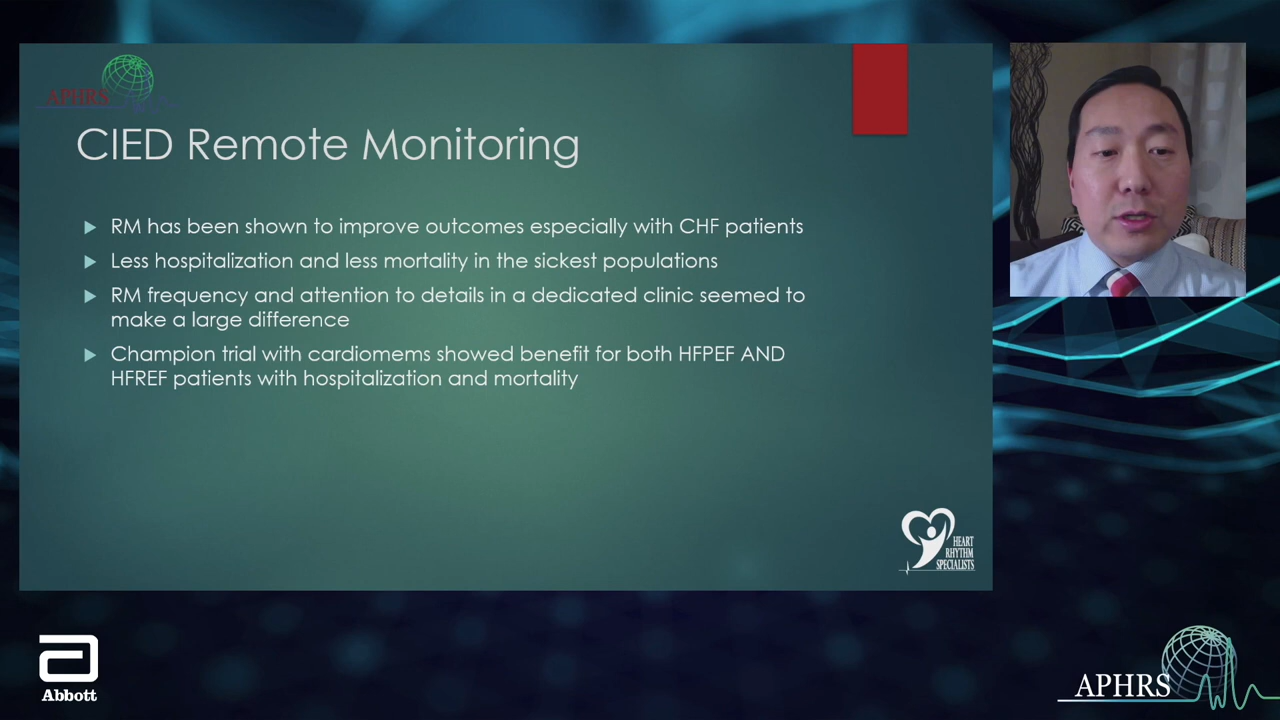 APHRS
CIED Remote Monitoring
RM has been shown to improve outcomes especially with CHF patients
Less hospitalization and less mortality in the sickest populations
RM frequency and attention to details in a dedicated clinic seemed to
make a large difference
Champion trial with cardiomems showed benefit for both HFPEF AND
HFREF patients with hospitalization and mortality
HEART
RHYTHM
SPECIALISTS
Abbott
APHRS